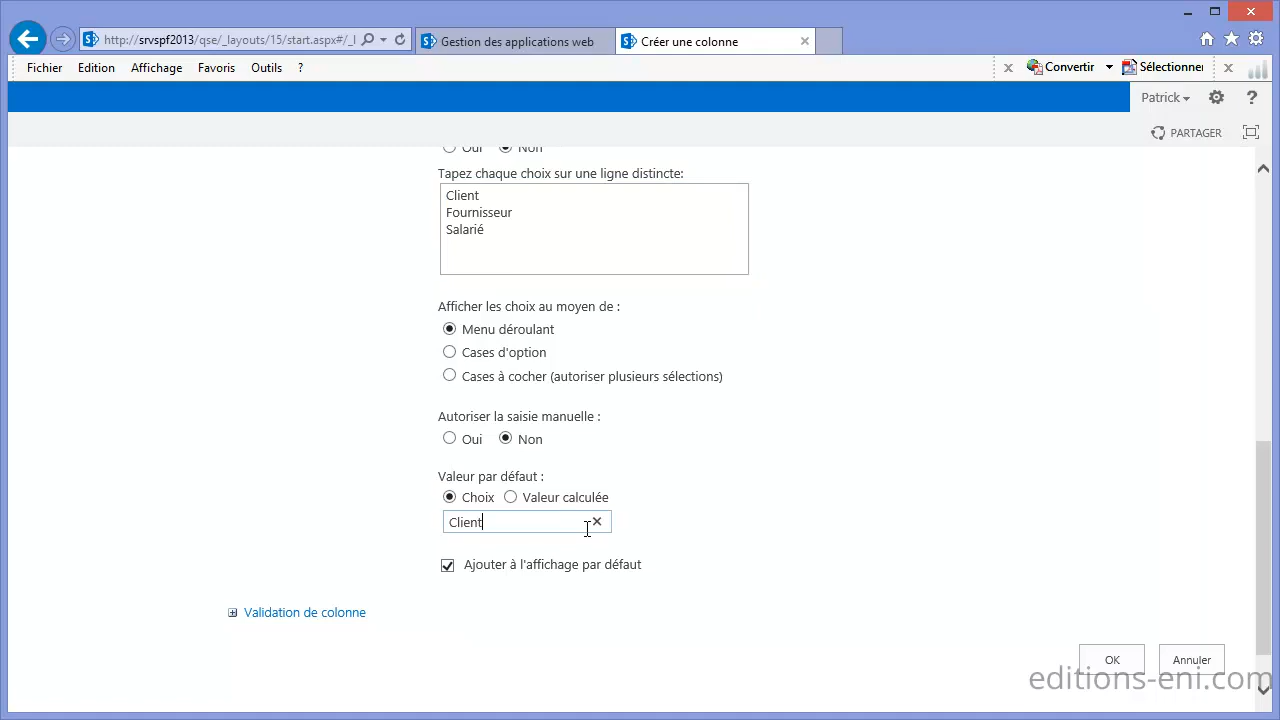 http://srvspf2013/qse/_layouts/15/start.aspx#/_l
Gestion des applications web
Créer une colonne
Fichier Edition Affichage Favoris Outils ?
Convertir
Sélectionner
Patrick
PARTAGER
Oui Non
Tapez chaque choix sur une ligne distincte:
Client
Fournisseur
Salarié
Afficher les choix au moyen de :
Menu déroulant
Cases d'option
Cases à cocher (autoriser plusieurs sélections)
Autoriser la saisie manuelle :
Oui Non
Valeur par défaut :
Choix Valeur calculée
Client
Ajouter à l'affichage par défaut
Validation de colonne
OK Annuler
editions-eni.com